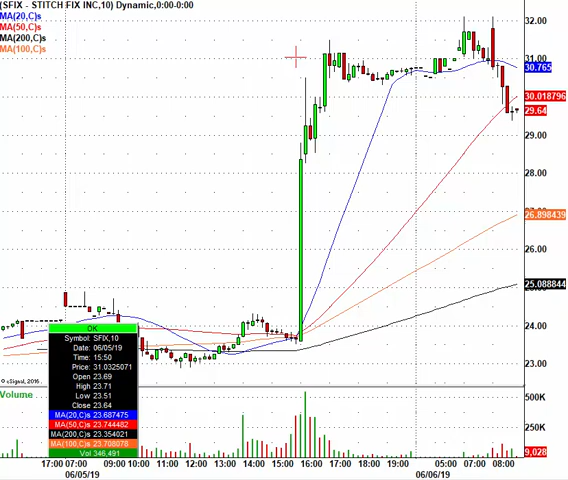 (SFIX - STITCH FIX INC,10) Dynamic,0:00-0:00
MA(20,C)s
MA(50,C)s
MA(200,C)s
MA(100,C)s
32.00
31.00
30.765
30.018796
29.64
29.00
28.00
27.00
26.898439
26.00
25.088844
24.00
23.00
OK
Symbol: SFIX,10
Date: 06/05/19
Time: 15:50
Price: 31.0325071
Open 23.69
High 23.71
Low 23.51
Close 23.64
MA(20,C)s 23.687475
MA(50,C)s 23.744482
MA(200,C)s 23.354021
MA(100,C)s 23.708078
Vol 346,491
© eSignal, 2016
Volume
500K
250K
9,028
17:00 07:00 09:00 10:00 11:00 12:00 13:00 14:00 15:00 16:00 17:00 18:00 19:00 05:00 07:00 08:00
06/05/19 06/06/19